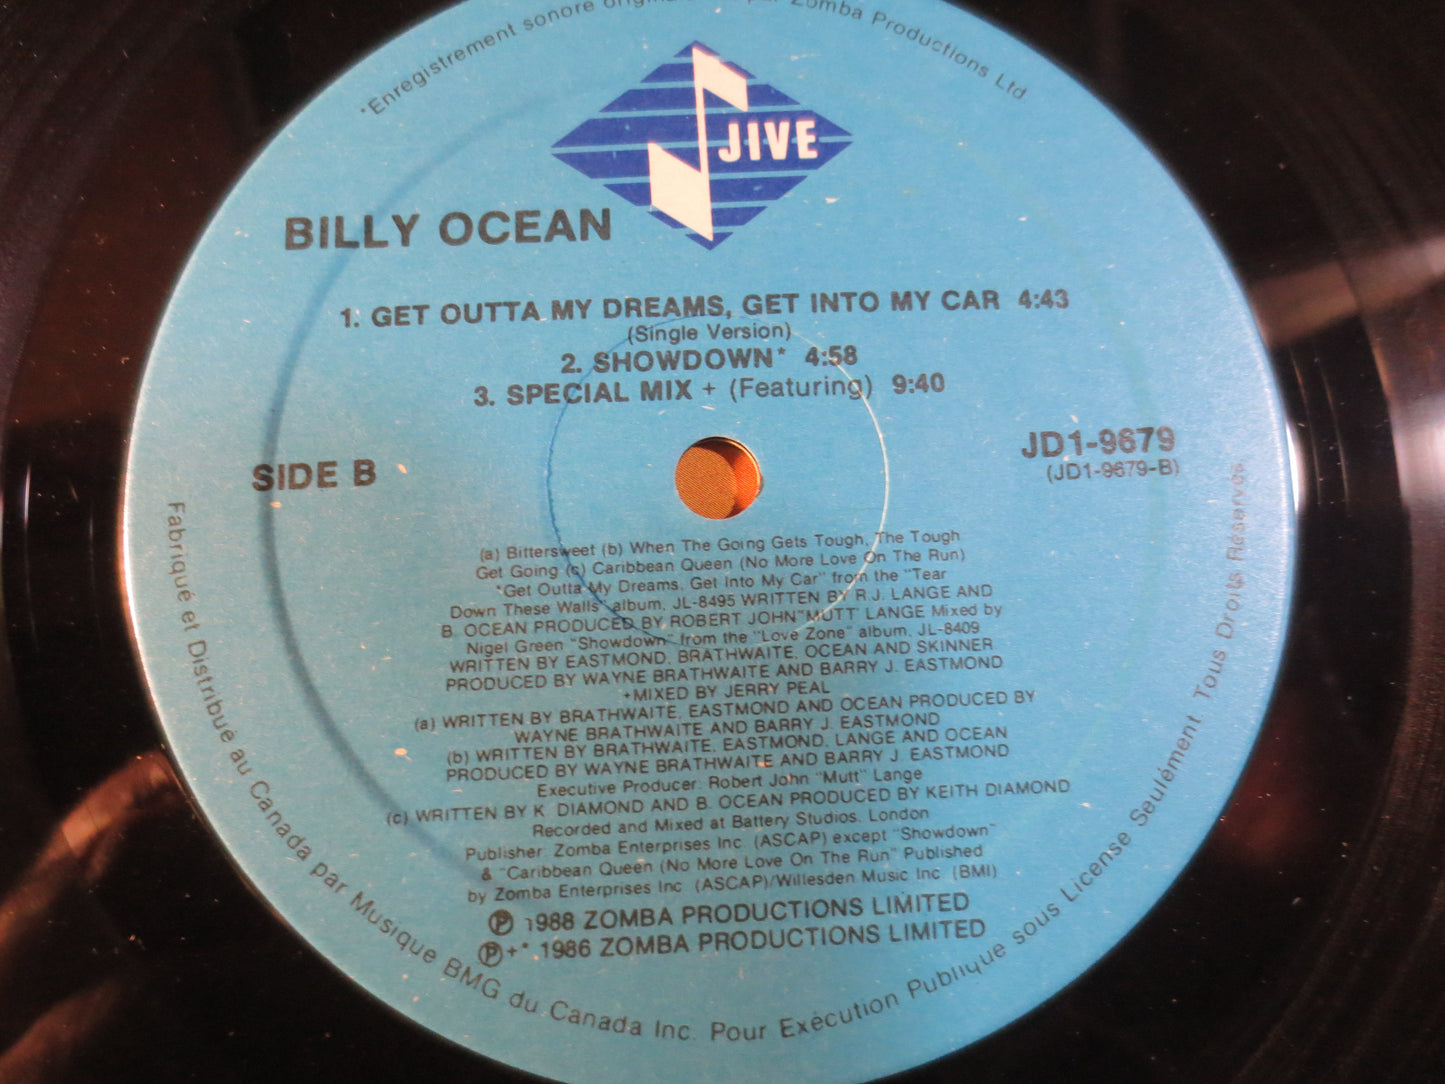 *Enregistrement sonore Zomba Productions Ltd.
JIVE
BILLY OCEAN
1. GET OUTTA MY DREAMS, GET INTO MY CAR 4:43
(Single Version)
2. SHOWDOWN* 4:58
3. SPECIAL MIX + (Featuring) 9:40
SIDE B
JD1-9679
(JD1-9679-B)
(a) Bittersweet (b) When The Going Gets Tough, The Tough
Get Going (c) Caribbean Queen (No More Love On The Run)
"Get Outta My Dreams, Get Into My Car" from the "Tear
Down These Walls" album, JL-8495 WRITTEN BY R.J. LANGE AND
B. OCEAN PRODUCED BY ROBERT JOHN "MUTT" LANGE Mixed by
Nigel Green "Showdown" from the "Love Zone" album, JL-8409
WRITTEN BY EASTMOND, BRATHWAITE, OCEAN AND SKINNER
PRODUCED BY WAYNE BRATHWAITE AND BARRY J. EASTMOND
+MIXED BY JERRY PEAL
(a) WRITTEN BY BRATHWAITE, EASTMOND AND OCEAN PRODUCED BY
WAYNE BRATHWAITE AND BARRY J. EASTMOND
(b) WRITTEN BY BRATHWAITE, EASTMOND, LANGE AND OCEAN
PRODUCED BY WAYNE BRATHWAITE AND BARRY J. EASTMOND
Executive Producer: Robert John "Mutt" Lange
(c) WRITTEN BY K. DIAMOND AND B. OCEAN PRODUCED BY KEITH DIAMOND
Recorded and Mixed at Battery Studios, London
Publisher: Zomba Enterprises Inc. (ASCAP) except "Showdown"
& "Caribbean Queen (No More Love On The Run" Published
by Zomba Enterprises Inc. (ASCAP)/Willesden Music Inc. (BMI)
℗ 1988 ZOMBA PRODUCTIONS LIMITED
℗+* 1986 ZOMBA PRODUCTIONS LIMITED
Fabriqué et Distribué au Canada par Musique BMG du Canada Inc. Pour Exécution Publique sous License Seulement. Tous Droits Réservés.